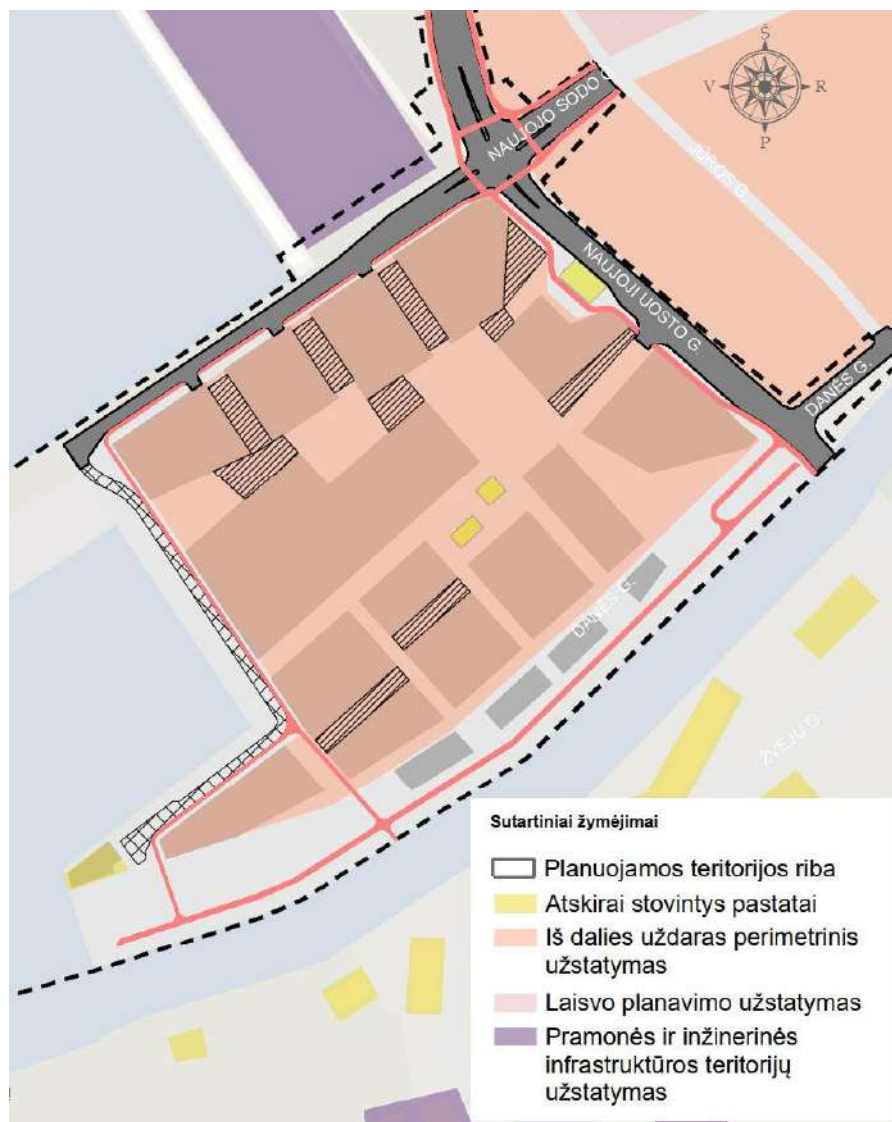 Š
V R
P
NAUJOJO SODO G.
JŪROS G.
NAUJOJI UOSTO G.
DANĖS G.
DANĖS G.
ŽVEJŲ G.
Sutartiniai žymėjimai
Planuojamos teritorijos riba
Atskirai stovintys pastatai
Iš dalies uždaras perimetrinis
užstatymas
Laisvo planavimo užstatymas
Pramonės ir inžinerinės
infrastruktūros teritorijų
užstatymas